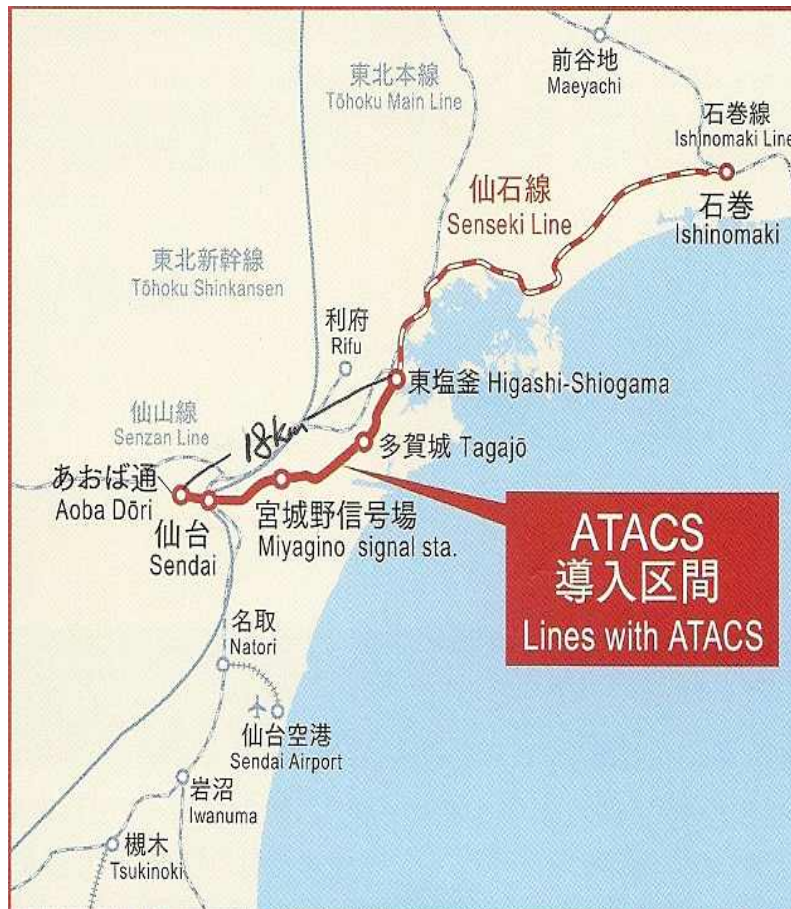 前谷地
Maeyachi
東北本線
Tōhoku Main Line
石巻線
Ishinomaki Line
仙石線
Senseki Line
石巻
Ishinomaki
東北新幹線
Tōhoku Shinkansen
利府
Rifu
東塩釜 Higashi-Shiogama
仙山線
Senzan Line
18km
多賀城 Tagajō
あおば通
Aoba Dōri
仙台
Sendai
宮城野信号場
Miyagino signal sta.
ATACS
導入区間
Lines with ATACS
名取
Natori
仙台空港
Sendai Airport
岩沼
Iwanuma
槻木
Tsukinoki